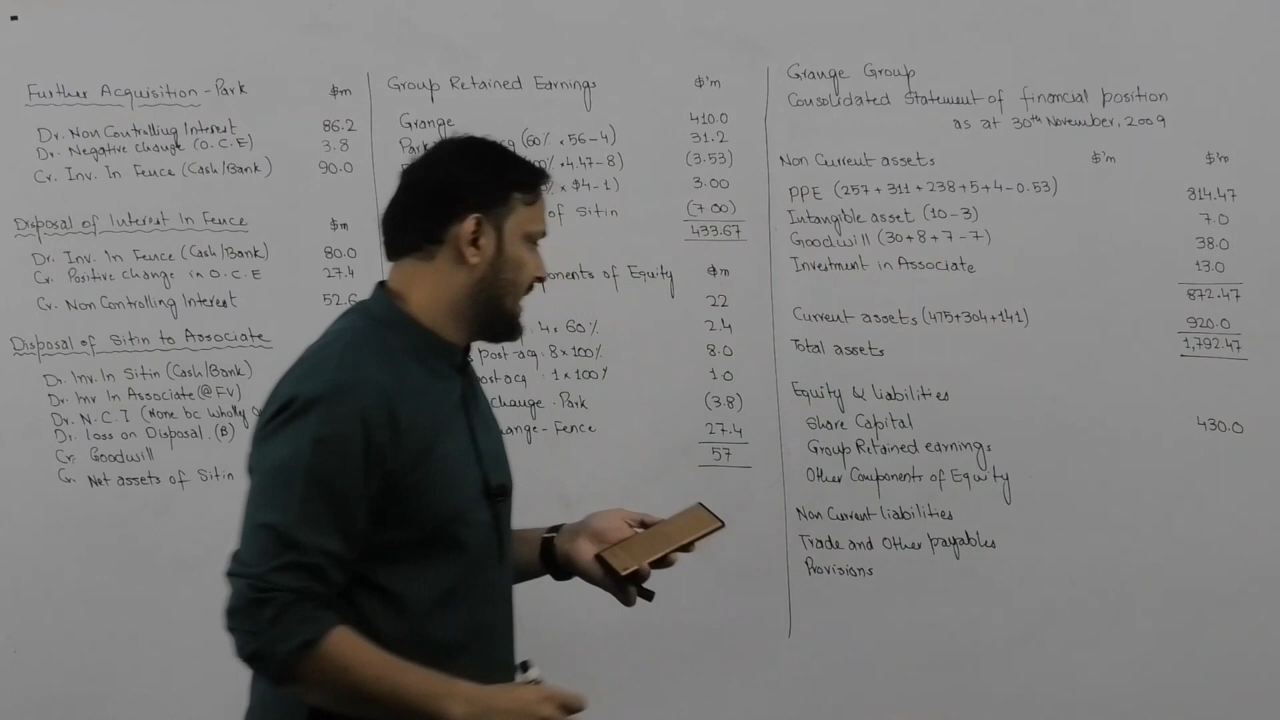 Further Acquisition - Park $m
Dr. Non Controlling Interest 86.2
Dr. Negative change (O.C.E) 3.8
Cr. Inv. In Fence (Cash/Bank) 90.0
Disposal of Interest In Fence $m
Dr. Inv. In Fence (Cash/Bank) 80.0
Cr. Positive change in O.C.E 27.4
Cr. Non Controlling Interest 52.6
Disposal of Sitin to Associate
Dr. Inv. In Sitin (Cash/Bank)
Dr. Inv In Associate (@ FV)
Dr. N.C.I (None bc wholly
Dr. Loss on Disposal. (B)
Cr. Goodwill
Cr. Net assets of Sitin
Group Retained Earnings $'m
Grange 410.0
Park (60% × 56-4) 31.2
% × 4.47-8) (3.53)
% × $4-1) 3.00
of Sitin (7.00)
433.67
of Equity $m
22
4 × 60% 2.4
post-acq. 8 × 100% 8.0
acq. 1 × 100% 1.0
change - Park (3.8)
- Fence 27.4
57
Grange Group
Consolidated Statement of financial position
as at 30th November, 2009
Non Current assets $'m $'m
PPE (257+311+238+5+4-0.53) 814.47
Intangible asset (10-3) 7.0
Goodwill (30+8+7-7) 38.0
Investment in Associate 13.0
872.47
Current assets (475+304+141) 920.0
Total assets 1,792.47
Equity & liabilities
Share Capital 430.0
Group Retained earnings
Other Components of Equity
Non Current liabilities
Trade and Other payables
Provisions